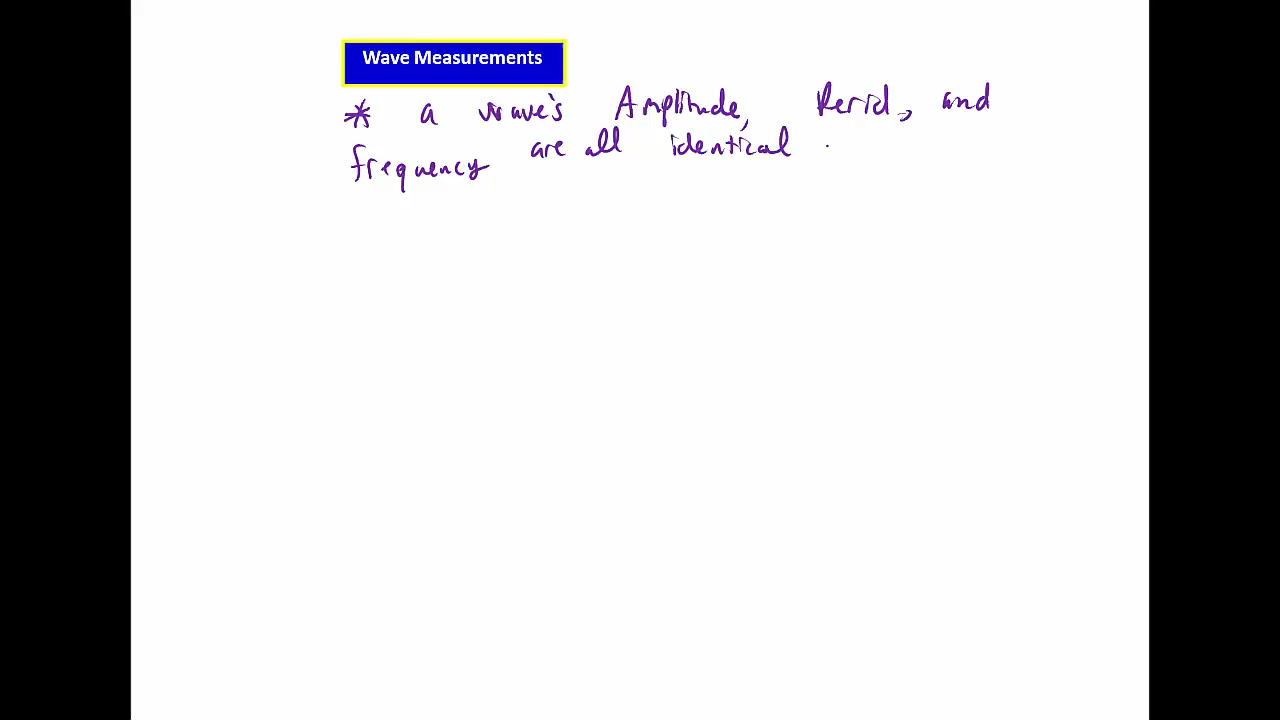 Wave Measurements
* a wave's Amplitude, Period, and
frequency are all identical